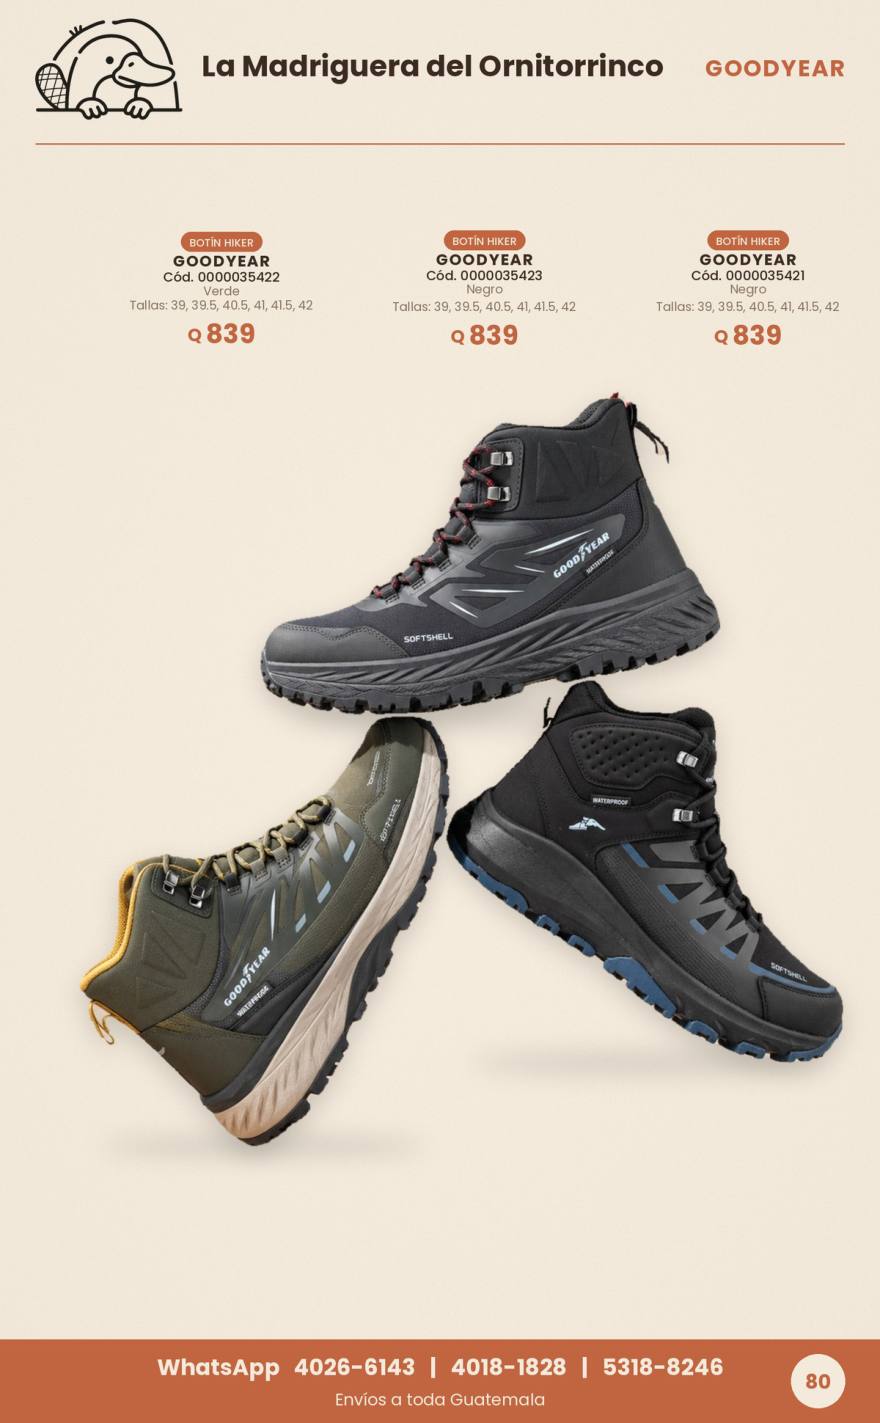 La Madriguera del Ornitorrinco
GOODYEAR
BOTÍN HIKER
GOODYEAR
Cód. 0000035422
Verde
Tallas: 39, 39.5, 40.5, 41, 41.5, 42
Q 839
BOTÍN HIKER
GOODYEAR
Cód. 0000035423
Negro
Tallas: 39, 39.5, 40.5, 41, 41.5, 42
Q 839
BOTÍN HIKER
GOODYEAR
Cód. 0000035421
Negro
Tallas: 39, 39.5, 40.5, 41, 41.5, 42
Q 839
GOODYEAR
WATERPROOF
SOFTSHELL
WATERPROOF
SOFTSHELL
GOODYEAR
WATERPROOF
WhatsApp 4026-6143 | 4018-1828 | 5318-8246
Envíos a toda Guatemala
80